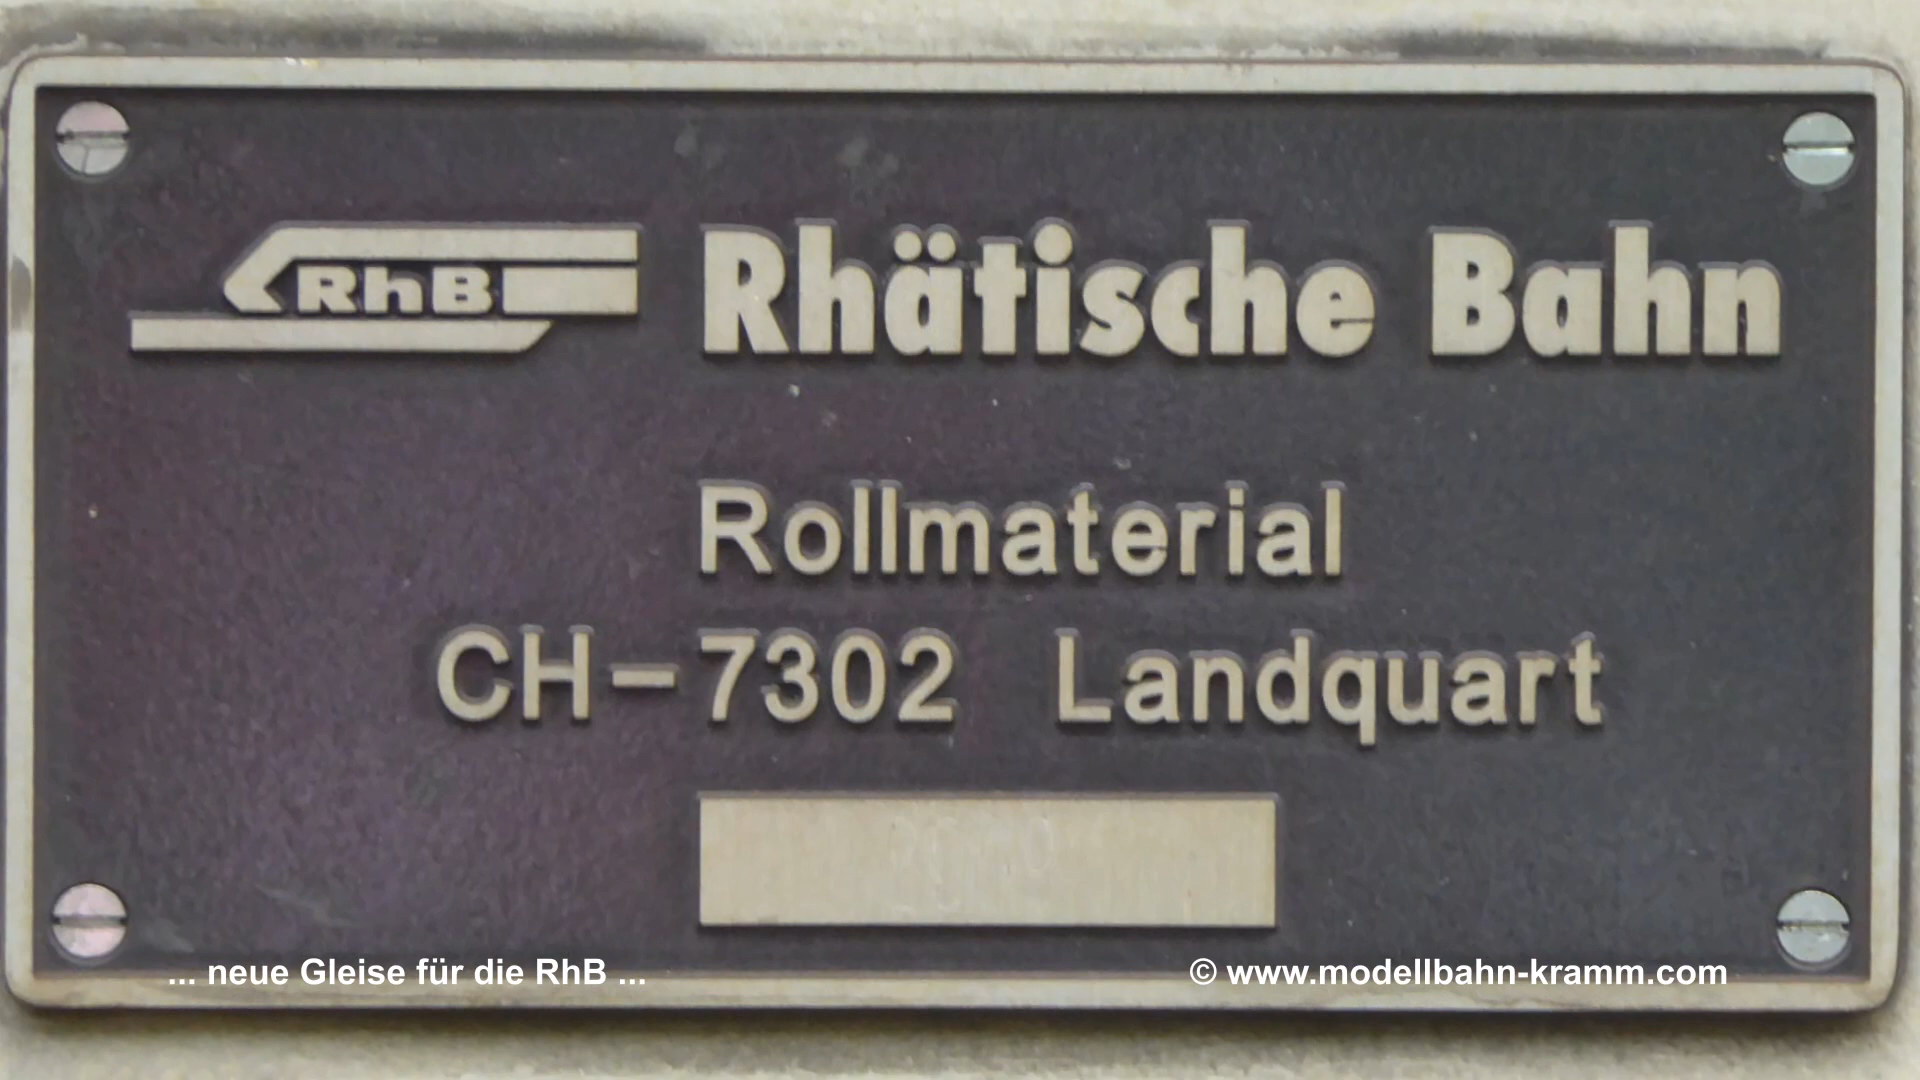 RhB Rhätische Bahn
Rollmaterial
CH-7302 Landquart
... neue Gleise für die RhB ...
© www.modellbahn-kramm.com